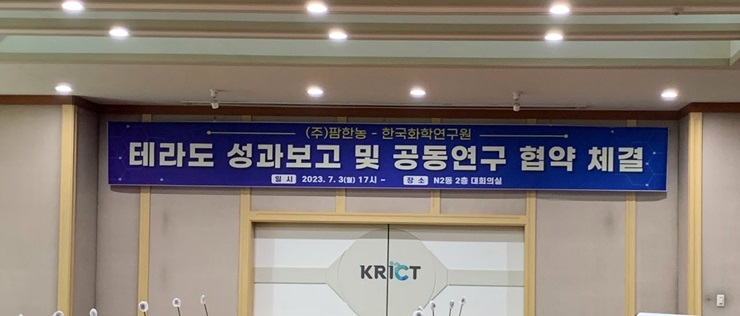 (주)팜한농 - 한국화학연구원
테라도 성과보고 및 공동연구 협약 체결
일 시 2023. 7. 3(월) 17시 ~ 장 소 N2동 2층 대회의실
KRICT